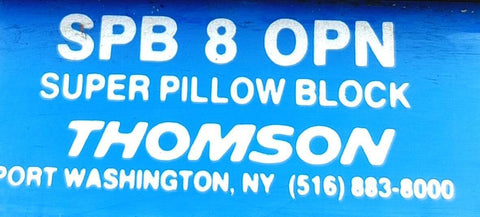 SPB 8 OPN
SUPER PILLOW BLOCK
THOMSON
PORT WASHINGTON, NY (516) 883-8000